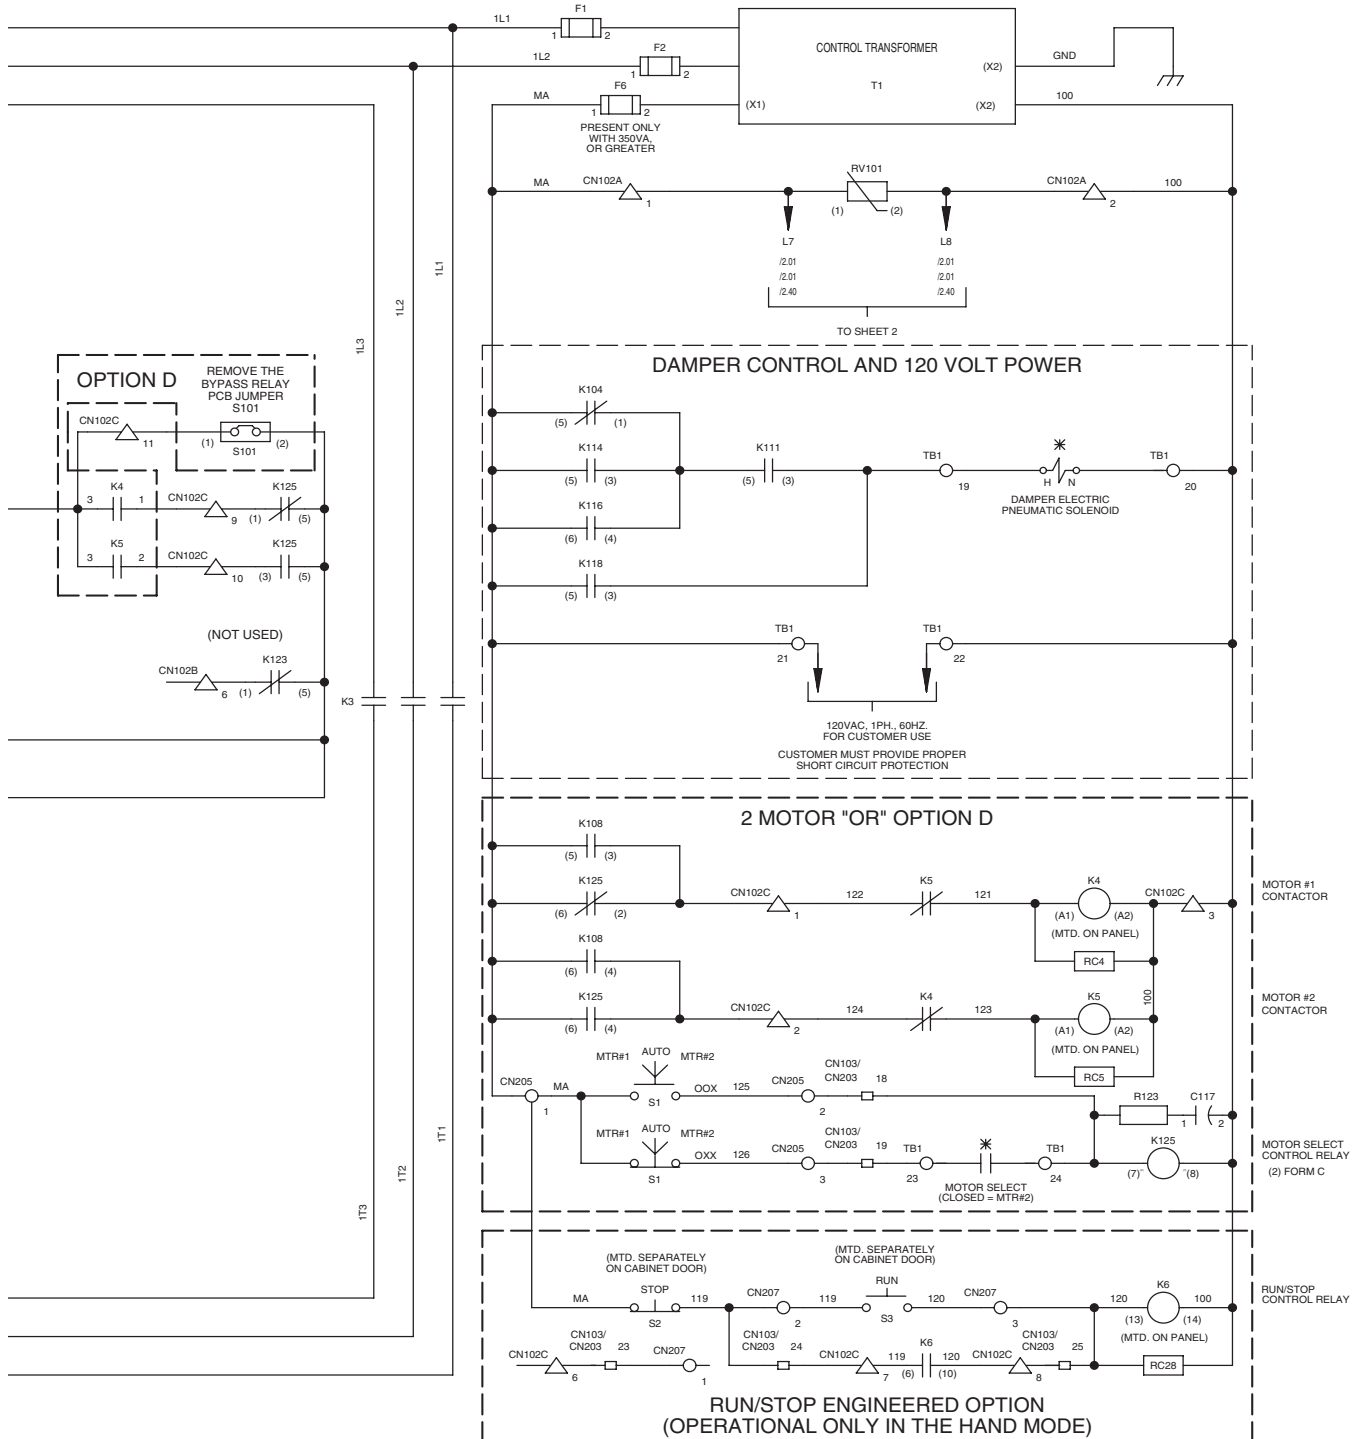 F1
1L1
1 2
F2
1L2
1 2
CONTROL TRANSFORMER
T1
(X2)
GND
F6
MA
1 2
(X1)
(X2)
100
PRESENT ONLY
WITH 350VA,
OR GREATER
MA
CN102A
1
RV101
(1) (2)
CN102A
2
100
L7
/2.01
/2.01
/2.40
L8
/2.01
/2.01
/2.40
TO SHEET 2
1L1
1L2
1L3
OPTION D
REMOVE THE
BYPASS RELAY
PCB JUMPER
S101
CN102C
11
(1) (2)
S101
K4
3 1
CN102C
9
K125
(1) (5)
K5
3 2
CN102C
10
K125
(3) (5)
(NOT USED)
CN102B
6
K123
(1) (5)
K3
DAMPER CONTROL AND 120 VOLT POWER
K104
(5) (1)
K114
(5) (3)
K111
(5) (3)
TB1
19
H N
DAMPER ELECTRIC
PNEUMATIC SOLENOID
TB1
20
K116
(6) (4)
K118
(5) (3)
TB1
21
TB1
22
120VAC, 1PH., 60HZ.
FOR CUSTOMER USE
CUSTOMER MUST PROVIDE PROPER
SHORT CIRCUIT PROTECTION
2 MOTOR "OR" OPTION D
K108
(5) (3)
K125
(6) (2)
CN102C
1
122
K5
121
K4
(A1) (A2)
(MTD. ON PANEL)
CN102C
3
MOTOR #1
CONTACTOR
RC4
K108
(6) (4)
K125
(6) (4)
CN102C
2
124
K4
123
K5
(A1) (A2)
(MTD. ON PANEL)
100
MOTOR #2
CONTACTOR
RC5
CN205
1
MA
MTR#1 AUTO MTR#2
S1
OOX 125
CN205
2
CN103/
CN203 18
R123
1
C117
2
MTR#1 AUTO MTR#2
S1
OXX 126
CN205
3
CN103/
CN203 19
TB1
23
MOTOR SELECT
(CLOSED = MTR#2)
TB1
24
K125
(7) (8)
MOTOR SELECT
CONTROL RELAY
(2) FORM C
1T1
1T2
1T3
(MTD. SEPARATELY
ON CABINET DOOR)
(MTD. SEPARATELY
ON CABINET DOOR)
MA
STOP
S2
119
CN207
2
119
RUN
S3
120
CN207
3
120
K6
100
(13) (14)
(MTD. ON PANEL)
RUN/STOP
CONTROL RELAY
CN102C
6
CN103/
CN203 23
CN207
1
CN103/
CN203 24
CN102C
7
119
K6
120
(6) (10)
CN102C
8
CN103/
CN203 25
RC28
RUN/STOP ENGINEERED OPTION
(OPERATIONAL ONLY IN THE HAND MODE)